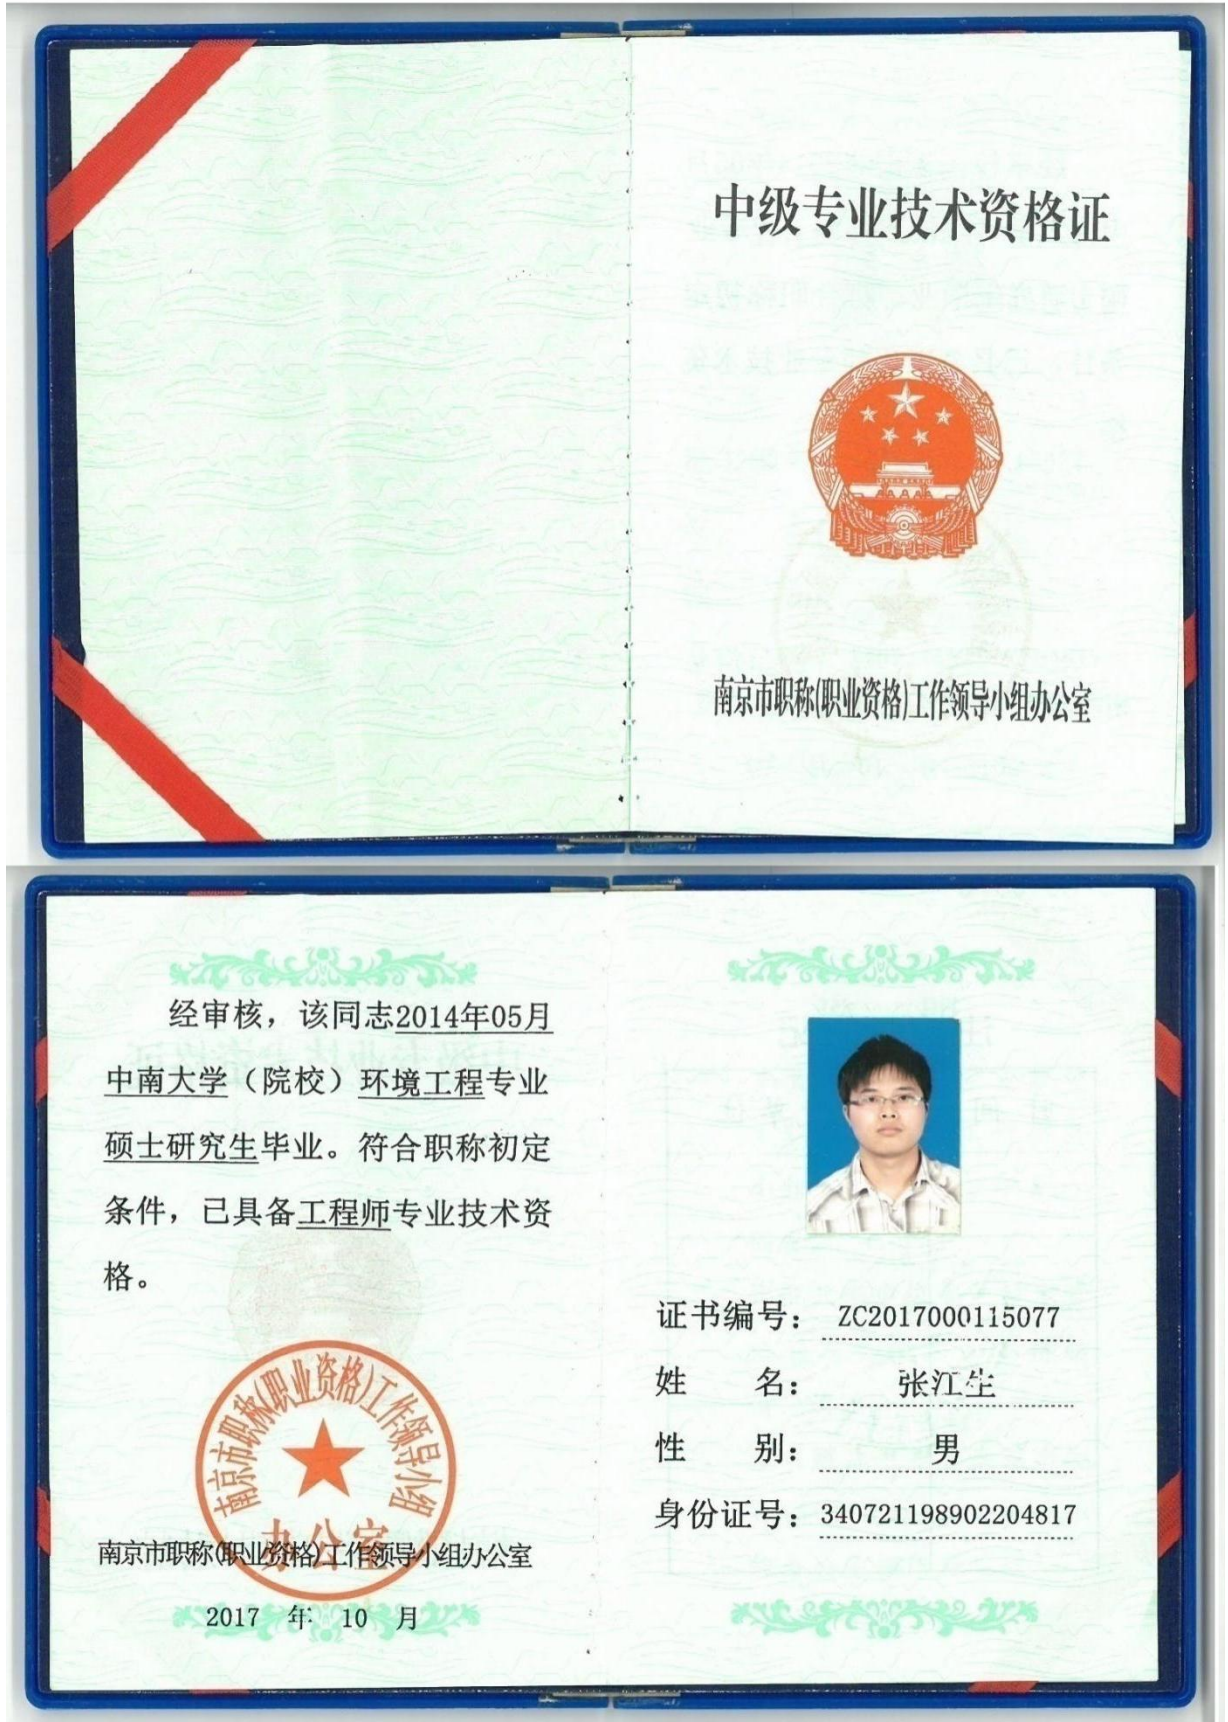 中级专业技术资格证
南京市职称(职业资格)工作领导小组办公室
经审核，该同志2014年05月
中南大学（院校）环境工程专业
硕士研究生毕业。符合职称初定
条件，已具备工程师专业技术资
格。
南京市职称(职业资格)工作领导小组
办公室
南京市职称(职业资格)工作领导小组办公室
2017 年 10 月
证书编号： ZC2017000115077
姓 名： 张江生
性 别： 男
身份证号： 340721198902204817